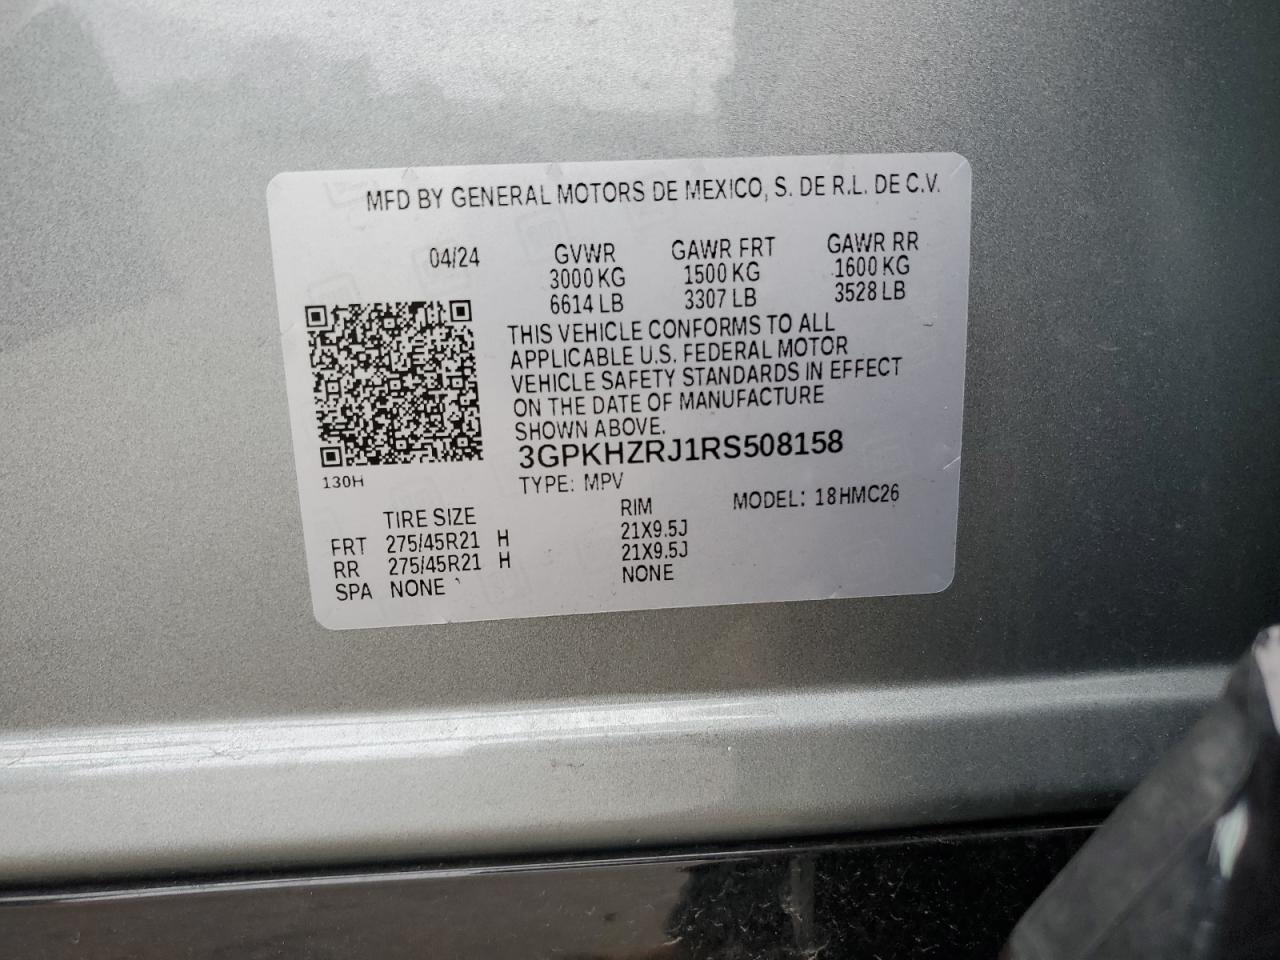 MFD BY GENERAL MOTORS DE MEXICO, S. DE R.L. DE C.V.
04/24 GVWR GAWR FRT GAWR RR
3000 KG 1500 KG 1600 KG
6614 LB 3307 LB 3528 LB
THIS VEHICLE CONFORMS TO ALL
APPLICABLE U.S. FEDERAL MOTOR
VEHICLE SAFETY STANDARDS IN EFFECT
ON THE DATE OF MANUFACTURE
SHOWN ABOVE.
3GPKHZRJ1RS508158
130H
TYPE: MPV
MODEL: 18HMC26
TIRE SIZE RIM
FRT 275/45R21 H 21X9.5J
RR 275/45R21 H 21X9.5J
SPA NONE NONE